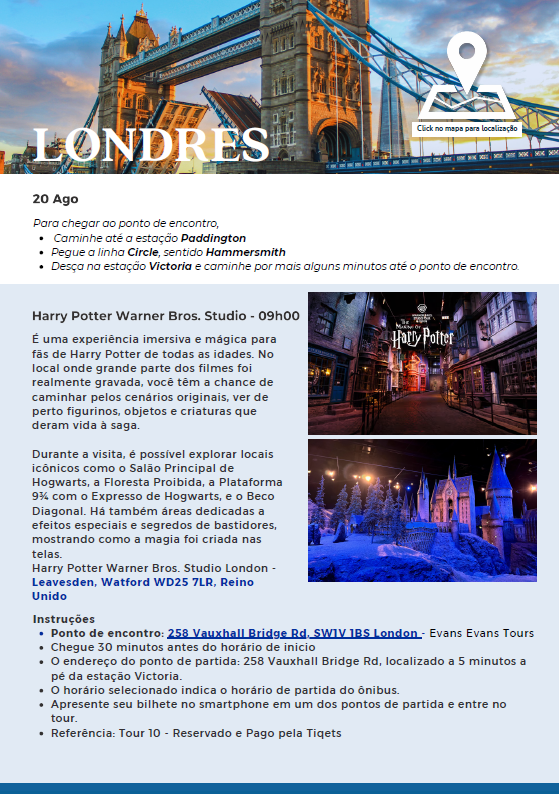 Click no mapa para localização
LONDRES
20 Ago
Para chegar ao ponto de encontro,
• Caminhe até a estação Paddington
• Pegue a linha Circle, sentido Hammersmith
• Desça na estação Victoria e caminhe por mais alguns minutos até o ponto de encontro.
Harry Potter Warner Bros. Studio - 09h00
É uma experiência imersiva e mágica para
fãs de Harry Potter de todas as idades. No
local onde grande parte dos filmes foi
realmente gravada, você têm a chance de
caminhar pelos cenários originais, ver de
perto figurinos, objetos e criaturas que
deram vida à saga.
Durante a visita, é possível explorar locais
icônicos como o Salão Principal de
Hogwarts, a Floresta Proibida, a Plataforma
9¾ com o Expresso de Hogwarts, e o Beco
Diagonal. Há também áreas dedicadas a
efeitos especiais e segredos de bastidores,
mostrando como a magia foi criada nas
telas.
Harry Potter Warner Bros. Studio London -
Leavesden, Watford WD25 7LR, Reino
Unido
The
Making of
Harry Potter
Instruções
• Ponto de encontro: 258 Vauxhall Bridge Rd, SW1V 1BS London - Evans Evans Tours
• Chegue 30 minutos antes do horário de inicio
• O endereço do ponto de partida: 258 Vauxhall Bridge Rd, localizado a 5 minutos a
pé da estação Victoria.
• O horário selecionado indica o horário de partida do ônibus.
• Apresente seu bilhete no smartphone em um dos pontos de partida e entre no
tour.
• Referência: Tour 10 - Reservado e Pago pela Tiqets